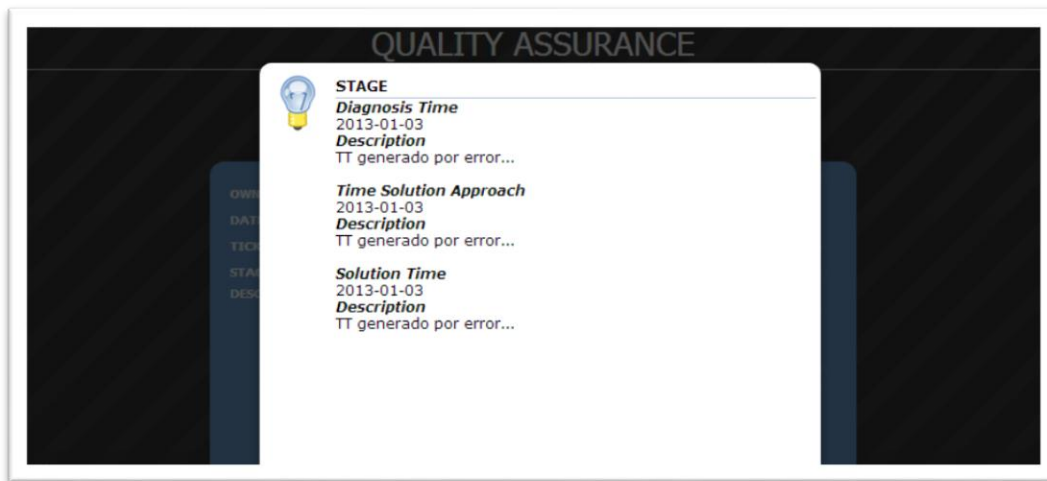 QUALITY ASSURANCE
STAGE
Diagnosis Time
2013-01-03
Description
TT generado por error...
Time Solution Approach
2013-01-03
Description
TT generado por error...
Solution Time
2013-01-03
Description
TT generado por error...